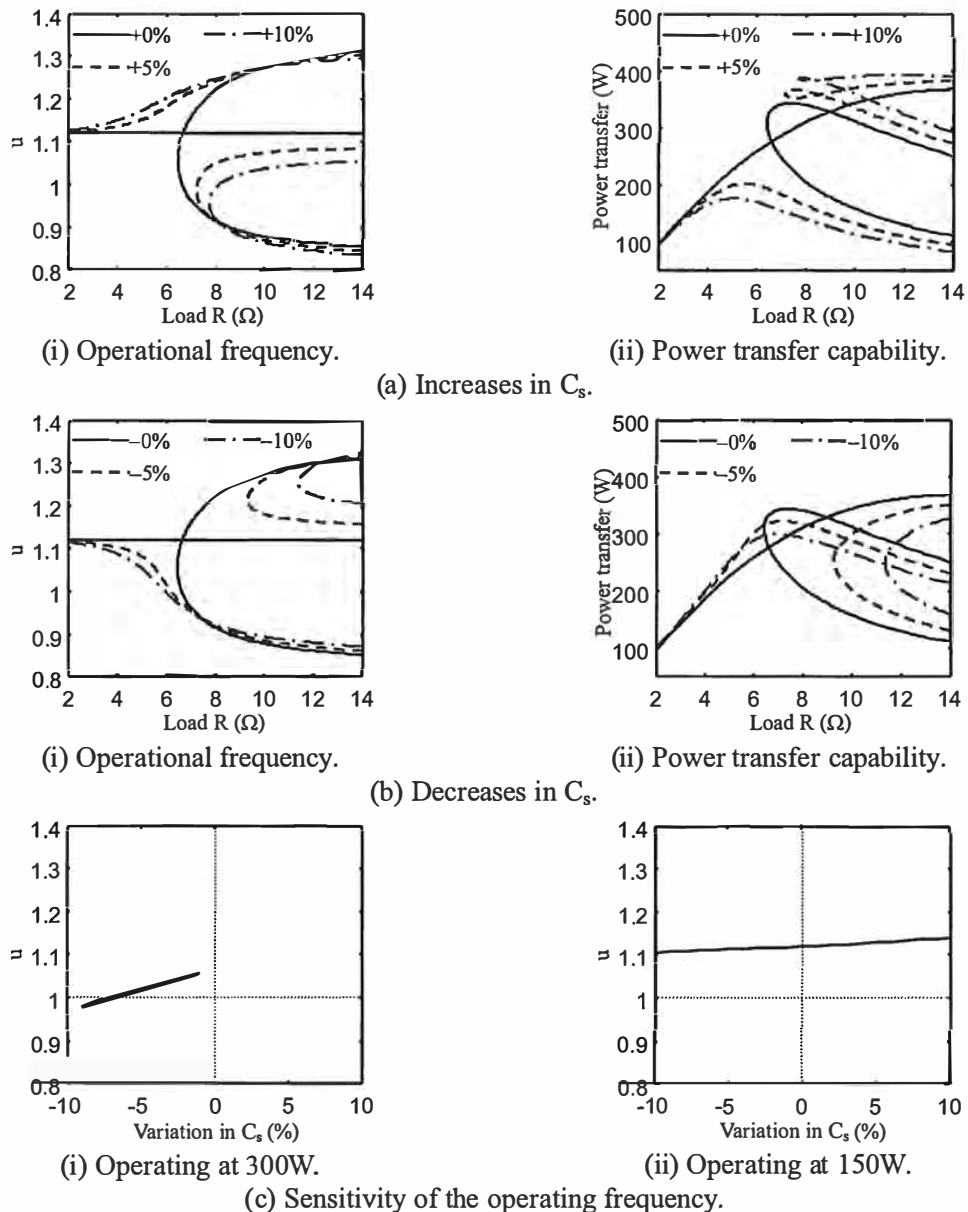 1.4
+0%
+10%
+5%
1.3
1.2
1.1
1
0.9
0.8
u
2 4 6 8 10 12 14
Load R (Ω)
(i) Operational frequency.
500
+0%
+10%
+5%
400
300
200
100
Power transfer (W)
2 4 6 8 10 12 14
Load R (Ω)
(ii) Power transfer capability.
(a) Increases in Cs.
1.4
–0%
–10%
–5%
1.3
1.2
1.1
1
0.9
0.8
u
2 4 6 8 10 12 14
Load R (Ω)
(i) Operational frequency.
500
–0%
–10%
–5%
400
300
200
100
Power transfer (W)
2 4 6 8 10 12 14
Load R (Ω)
(ii) Power transfer capability.
(b) Decreases in Cs.
1.4
1.3
1.2
1.1
1
0.9
0.8
u
-10 -5 0 5 10
Variation in Cs (%)
(i) Operating at 300W.
1.4
1.3
1.2
1.1
1
0.9
0.8
u
-10 -5 0 5 10
Variation in Cs (%)
(ii) Operating at 150W.
(c) Sensitivity of the operating frequency.